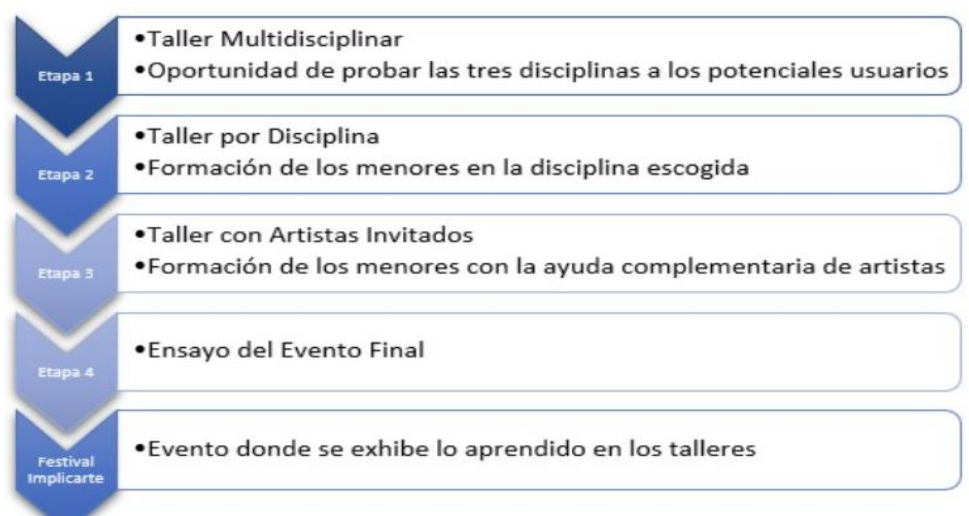 Etapa 1
•Taller Multidisciplinar
•Oportunidad de probar las tres disciplinas a los potenciales usuarios
Etapa 2
•Taller por Disciplina
•Formación de los menores en la disciplina escogida
Etapa 3
•Taller con Artistas Invitados
•Formación de los menores con la ayuda complementaria de artistas
Etapa 4
•Ensayo del Evento Final
Festival
Implicarte
•Evento donde se exhibe lo aprendido en los talleres